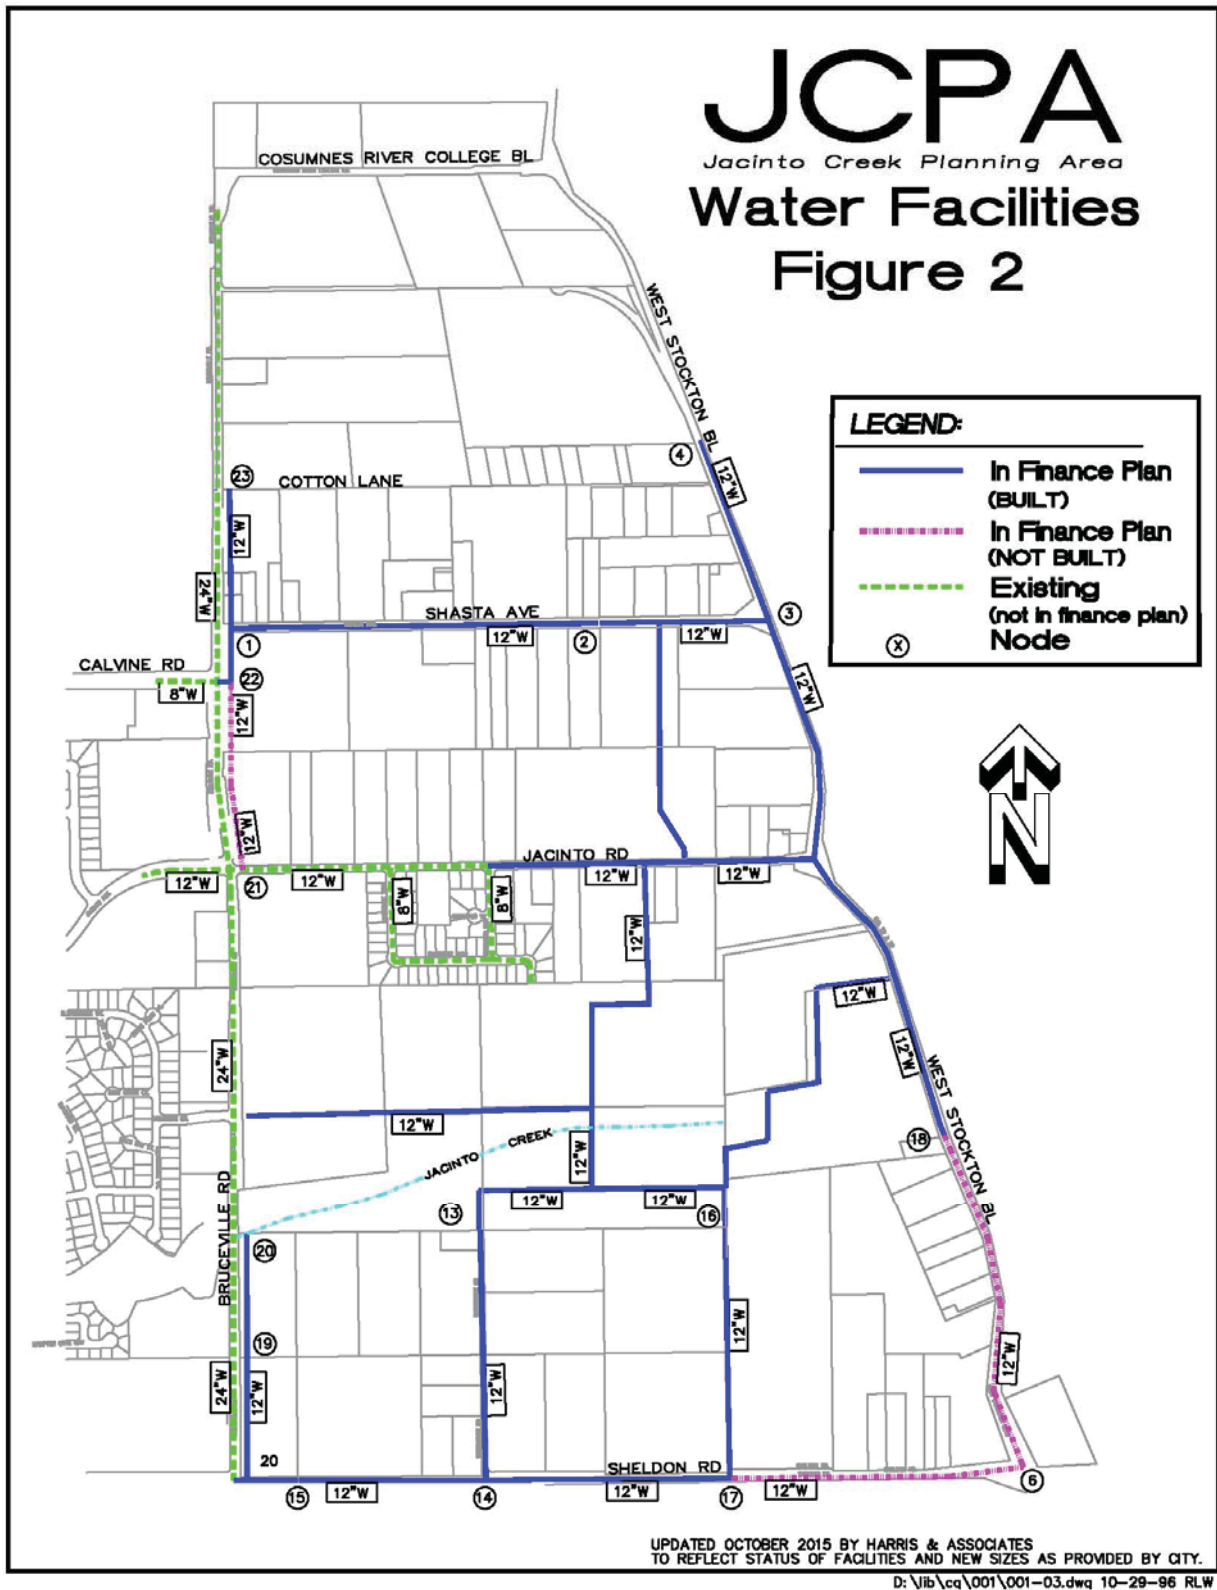 JCPA
Jacinto Creek Planning Area
Water Facilities
Figure 2
COSUMNES RIVER COLLEGE BL
WEST STOCKTON BL
LEGEND:
In Finance Plan
(BUILT)
In Finance Plan
(NOT BUILT)
Existing
(not in finance plan)
X
Node
4
12"W
23
COTTON LANE
12"W
24"W
SHASTA AVE
3
1
12"W
2
12"W
CALVINE RD
22
8"W
12"W
12"W
12"W
JACINTO RD
12"W
21
12"W
12"W
12"W
8"W
8"W
12"W
12"W
12"W
24"W
WEST STOCKTON BL
12"W
JACINTO CREEK
18
12"W
BRUCEVILLE RD
13
12"W
12"W
16
20
12"W
19
12"W
24"W
12"W
12"W
20
SHELDON RD
15
12"W
14
12"W
17
12"W
6
UPDATED OCTOBER 2015 BY HARRIS & ASSOCIATES
TO REFLECT STATUS OF FACILITIES AND NEW SIZES AS PROVIDED BY CITY.
D:\lib\cq\001\001-03.dwg 10-29-96 RLW
N